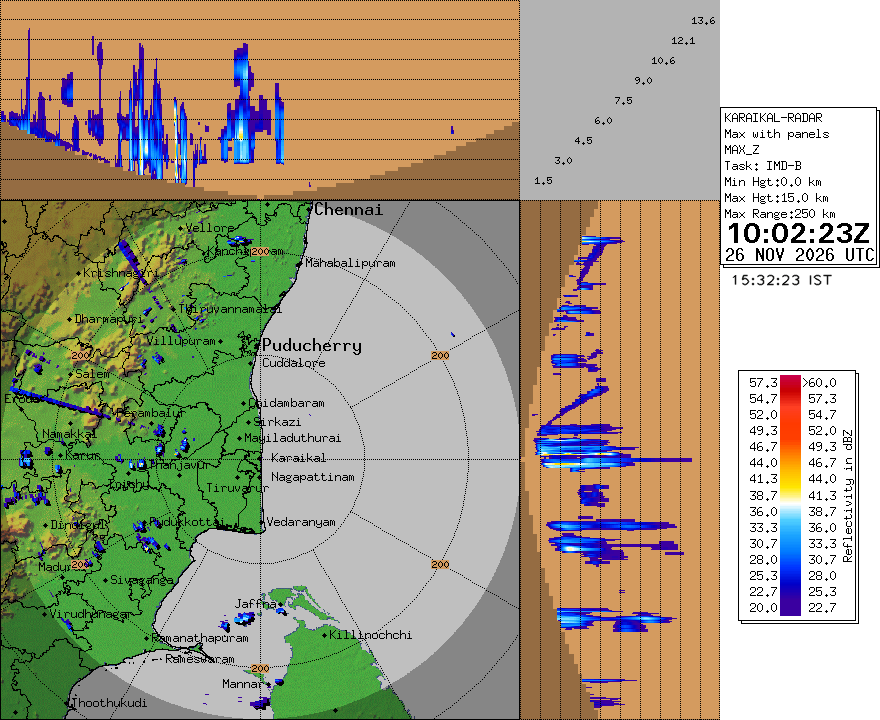 13.6
12.1
10.6
9.0
7.5
6.0
4.5
3.0
1.5
KARAIKAL-RADAR
Max with panels
MAX_Z
Task: IMD-B
Min Hgt:0.0 km
Max Hgt:15.0 km
Max Range:250 km
10:02:23Z
26 NOV 2026 UTC
15:32:23 IST
Chennai
Vellore
200
Mahabalipuram
Krishnagiri
Thiruvannamalai
Dharmapuri
Villupuram
Puducherry
200
200
Cuddalore
Salem
Chidambaram
Perambalur
Sirkazi
Namakkal
Mayiladuthurai
Karur
Karaikal
Thanjavur
Nagapattinam
Tiruvarur
Pudukkottai
Vedaranyam
200
200
Sivaganga
Jaffna
Virudhunagar
Ramanathapuram
Killinochchi
Rameswaram
200
Mannar
Thoothukudi
57.3 >60.0
54.7 57.3
52.0 54.7
49.3 52.0
46.7 49.3
44.0 46.7
41.3 44.0
38.7 41.3
36.0 38.7
33.3 36.0
30.7 33.3
28.0 30.7
25.3 28.0
22.7 25.3
20.0 22.7
Reflectivity in dBZ